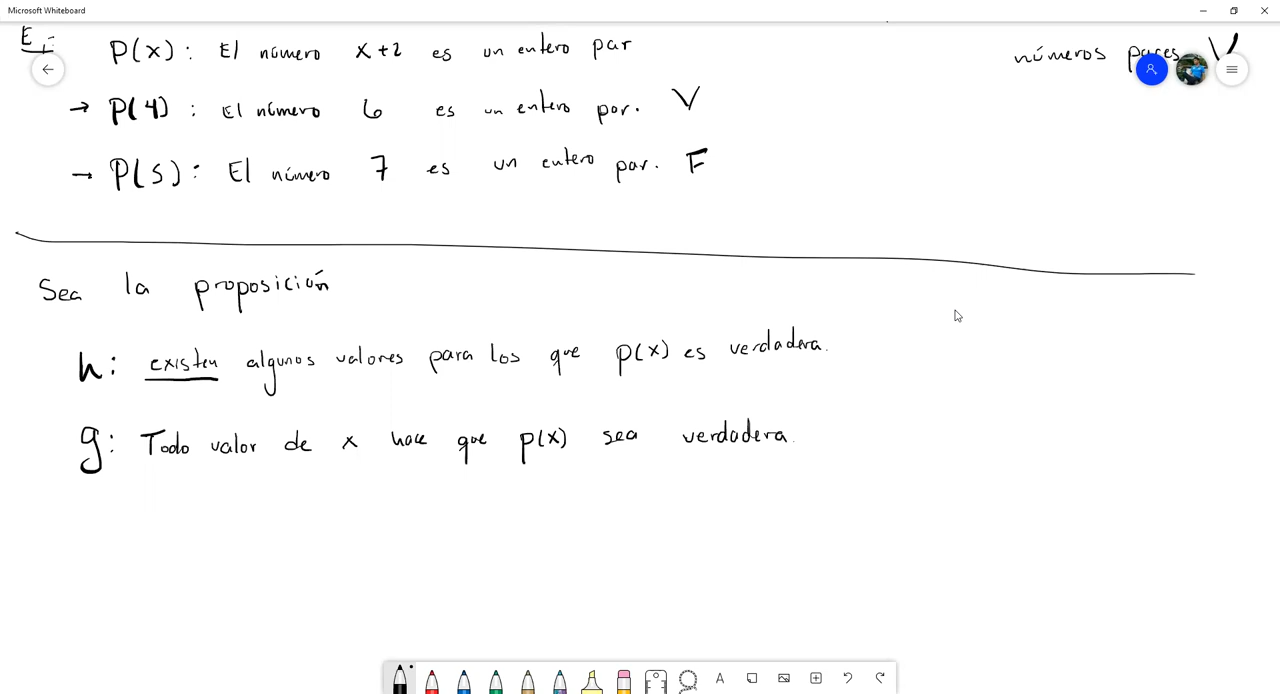 Microsoft Whiteboard
Ej:
P(x): El número x+2 es un entero par
números pares V
→ P(4): El número 6 es un entero par. V
→ P(5): El número 7 es un entero par. F
Sea la proposición
h: existen algunos valores para los que p(x) es verdadera.
g: Todo valor de x hace que p(x) sea verdadera.
A